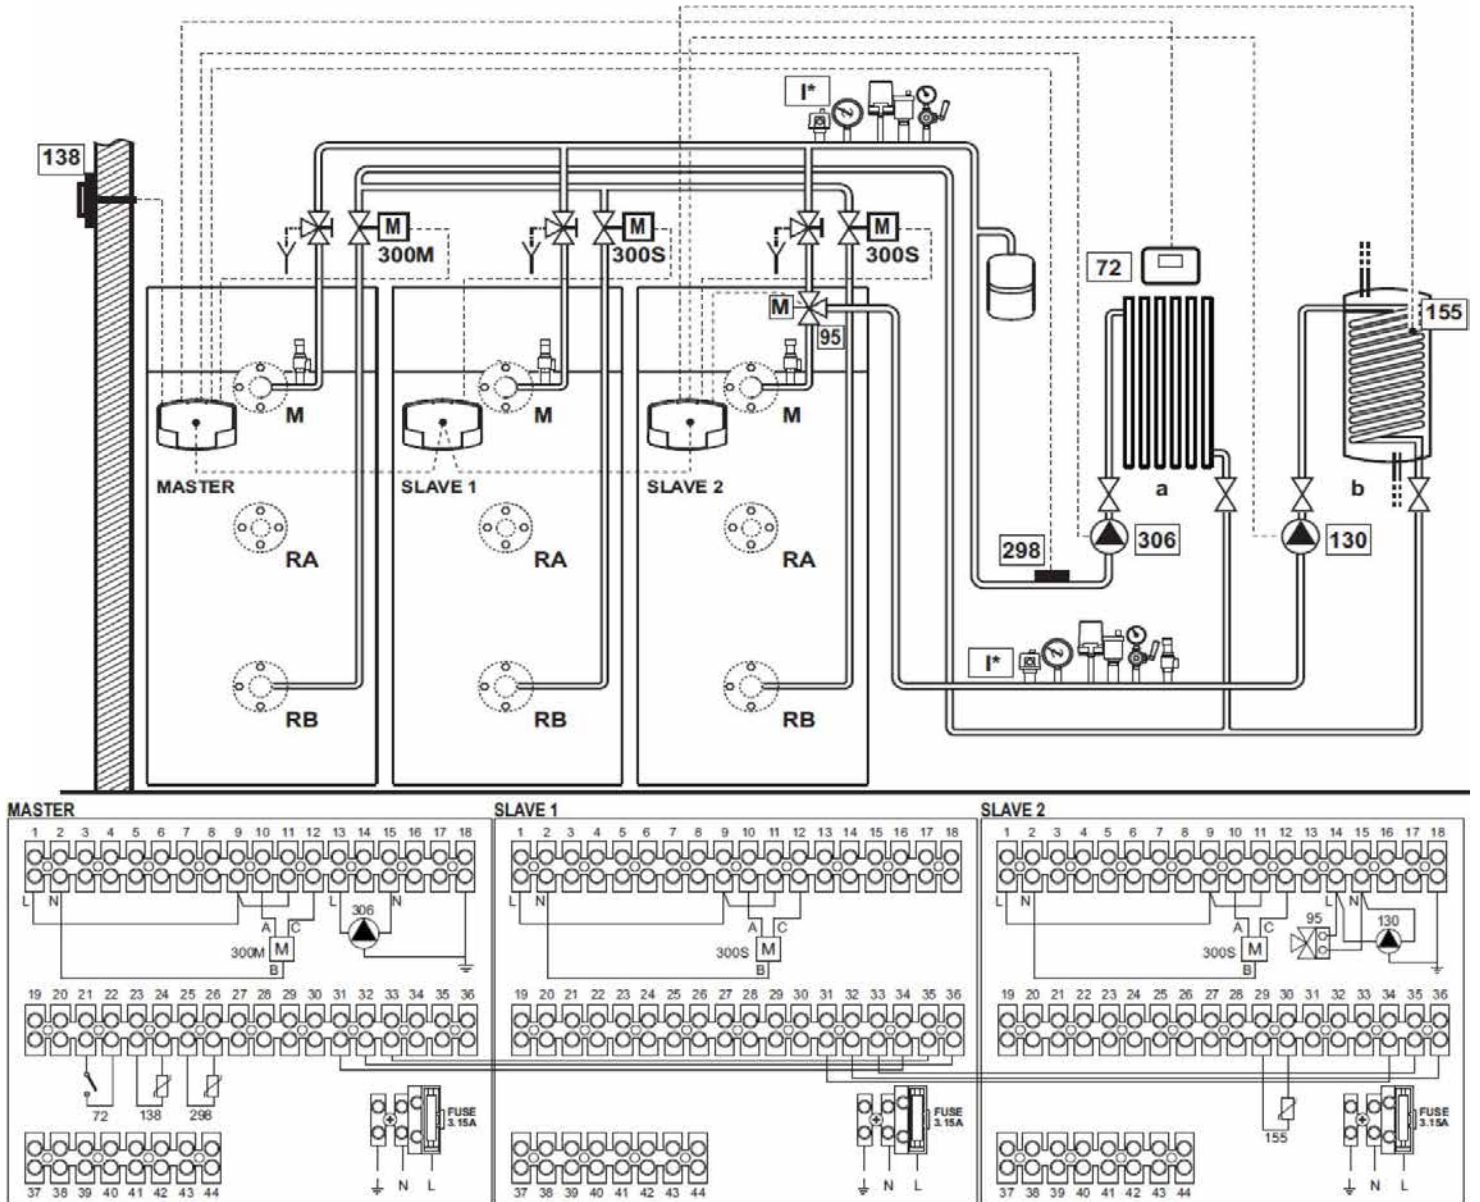 138
I*
M
300M
M
300S
M
300S
72
155
M
95
M
M
M
MASTER
SLAVE 1
SLAVE 2
a
b
298
306
130
RA
RA
RA
I*
RB
RB
RB
MASTER
1 2 3 4 5 6 7 8 9 10 11 12 13 14 15 16 17 18
L N
A C
L N
306
300M M
B
19 20 21 22 23 24 25 26 27 28 29 30 31 32 33 34 35 36
72 138 298
FUSE
3.15A
N L
37 38 39 40 41 42 43 44
SLAVE 1
1 2 3 4 5 6 7 8 9 10 11 12 13 14 15 16 17 18
L N
A C
300S M
B
19 20 21 22 23 24 25 26 27 28 29 30 31 32 33 34 35 36
FUSE
3.15A
N L
37 38 39 40 41 42 43 44
SLAVE 2
1 2 3 4 5 6 7 8 9 10 11 12 13 14 15 16 17 18
L N
A C
L N
95 130
300S M
B
19 20 21 22 23 24 25 26 27 28 29 30 31 32 33 34 35 36
155
FUSE
3.15A
N L
37 38 39 40 41 42 43 44